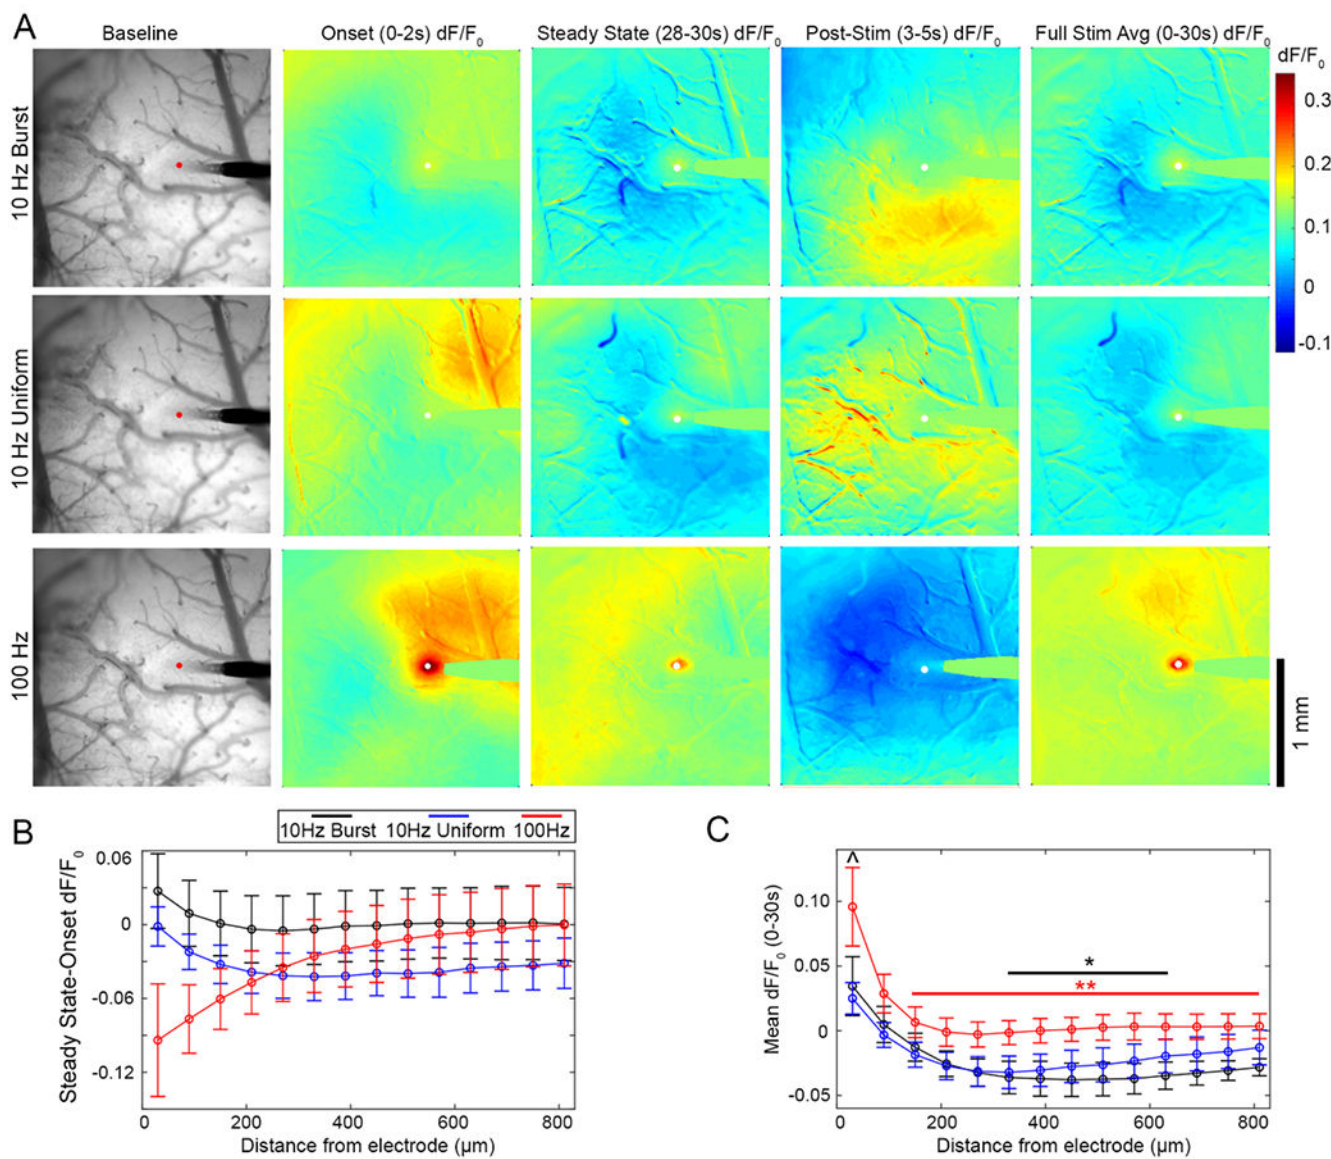 A
Baseline
Onset (0-2s) dF/F₀
Steady State (28-30s) dF/F₀
Post-Stim (3-5s) dF/F₀
Full Stim Avg (0-30s) dF/F₀
dF/F₀
0.3
0.2
0.1
0
-0.1
10 Hz Burst
10 Hz Uniform
100 Hz
1 mm
B
10Hz Burst 10Hz Uniform 100Hz
0.06
0
-0.06
-0.12
Steady State-Onset dF/F₀
0 200 400 600 800
Distance from electrode (µm)
C
^
*
**
0.10
0.05
0
-0.05
Mean dF/F₀ (0-30s)
0 200 400 600 800
Distance from electrode (µm)